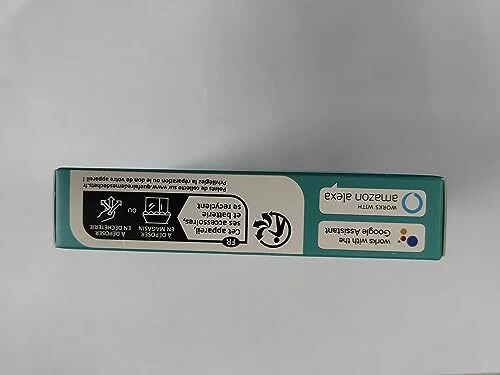 works with the
Google Assistant
WORKS WITH
amazon alexa
FR
Cet appareil,
ses accessoires,
et batterie
se recyclent
À DÉPOSER
EN MAGASIN
OU
À DÉPOSER
EN DÉCHÈTERIE
Points de collecte sur www.quefairedemesdechets.fr
Privilégiez la réparation ou le don de votre appareil !